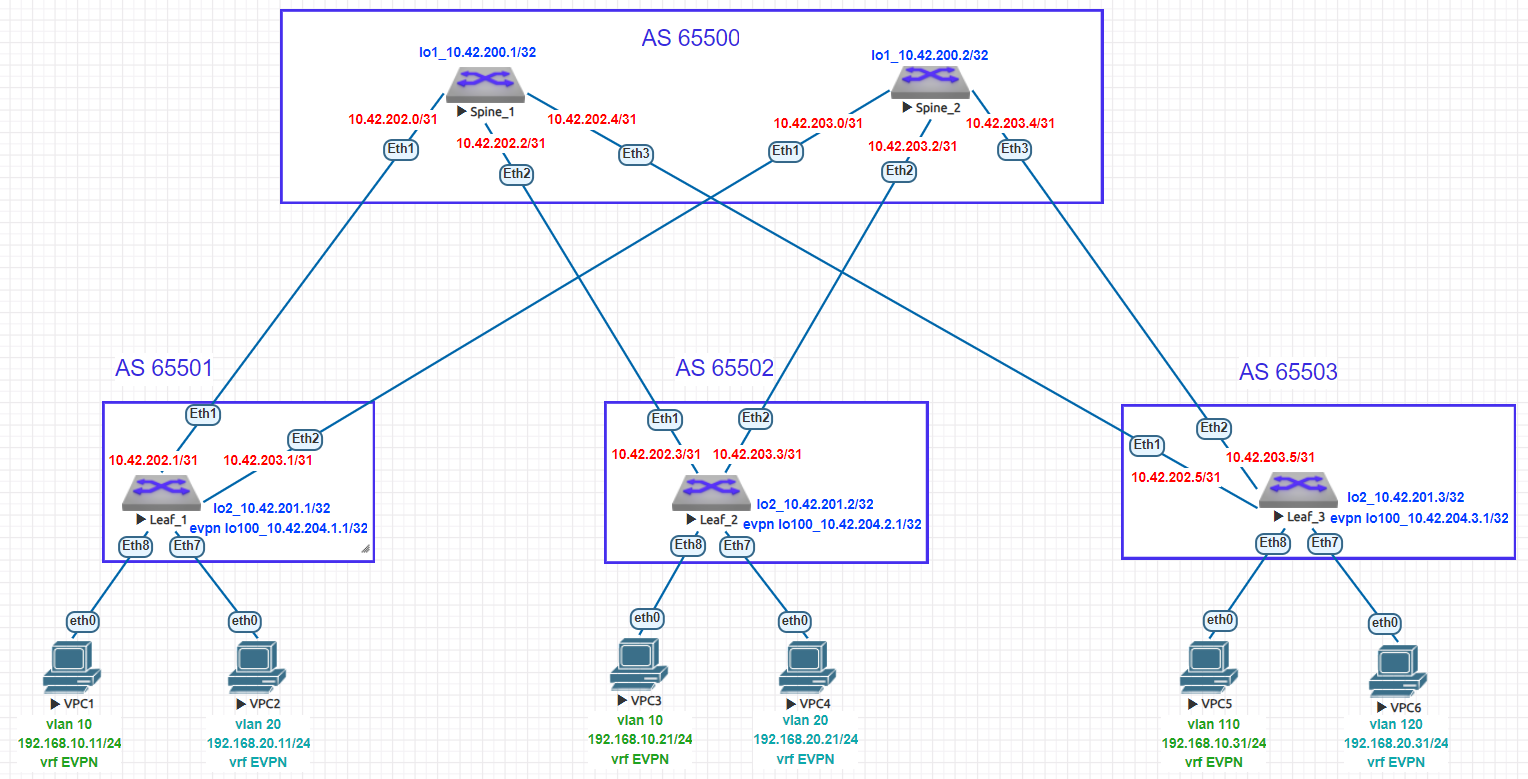 AS 65500
lo1_10.42.200.1/32
lo1_10.42.200.2/32
Spine_1
Spine_2
10.42.202.0/31
10.42.202.2/31
10.42.202.4/31
10.42.203.0/31
10.42.203.2/31
10.42.203.4/31
Eth1
Eth2
Eth3
Eth1
Eth2
Eth3
AS 65501
Eth1
Eth2
10.42.202.1/31
10.42.203.1/31
lo2_10.42.201.1/32
Leaf_1
evpn lo100_10.42.204.1.1/32
Eth8
Eth7
AS 65502
Eth1
Eth2
10.42.202.3/31
10.42.203.3/31
lo2_10.42.201.2/32
Leaf_2
evpn lo100_10.42.204.2.1/32
Eth8
Eth7
AS 65503
Eth1
Eth2
10.42.203.5/31
10.42.202.5/31
lo2_10.42.201.3/32
Leaf_3
evpn lo100_10.42.204.3.1/32
Eth8
Eth7
eth0
VPC1
vlan 10
192.168.10.11/24
vrf EVPN
eth0
VPC2
vlan 20
192.168.20.11/24
vrf EVPN
eth0
VPC3
vlan 10
192.168.10.21/24
vrf EVPN
eth0
VPC4
vlan 20
192.168.20.21/24
vrf EVPN
eth0
VPC5
vlan 110
192.168.10.31/24
vrf EVPN
eth0
VPC6
vlan 120
192.168.20.31/24
vrf EVPN